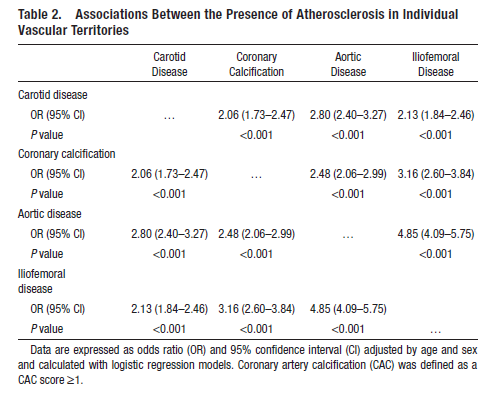 Table 2. Associations Between the Presence of Atherosclerosis in Individual
Vascular Territories
Carotid Disease Coronary Calcification Aortic Disease Iliofemoral Disease
Carotid disease
OR (95% CI) … 2.06 (1.73–2.47) 2.80 (2.40–3.27) 2.13 (1.84–2.46)
P value <0.001 <0.001 <0.001
Coronary calcification
OR (95% CI) 2.06 (1.73–2.47) … 2.48 (2.06–2.99) 3.16 (2.60–3.84)
P value <0.001 <0.001 <0.001
Aortic disease
OR (95% CI) 2.80 (2.40–3.27) 2.48 (2.06–2.99) … 4.85 (4.09–5.75)
P value <0.001 <0.001 <0.001
Iliofemoral
disease
OR (95% CI) 2.13 (1.84–2.46) 3.16 (2.60–3.84) 4.85 (4.09–5.75)
P value <0.001 <0.001 <0.001 …
Data are expressed as odds ratio (OR) and 95% confidence interval (CI) adjusted by age and sex
and calculated with logistic regression models. Coronary artery calcification (CAC) was defined as a
CAC score ≥1.